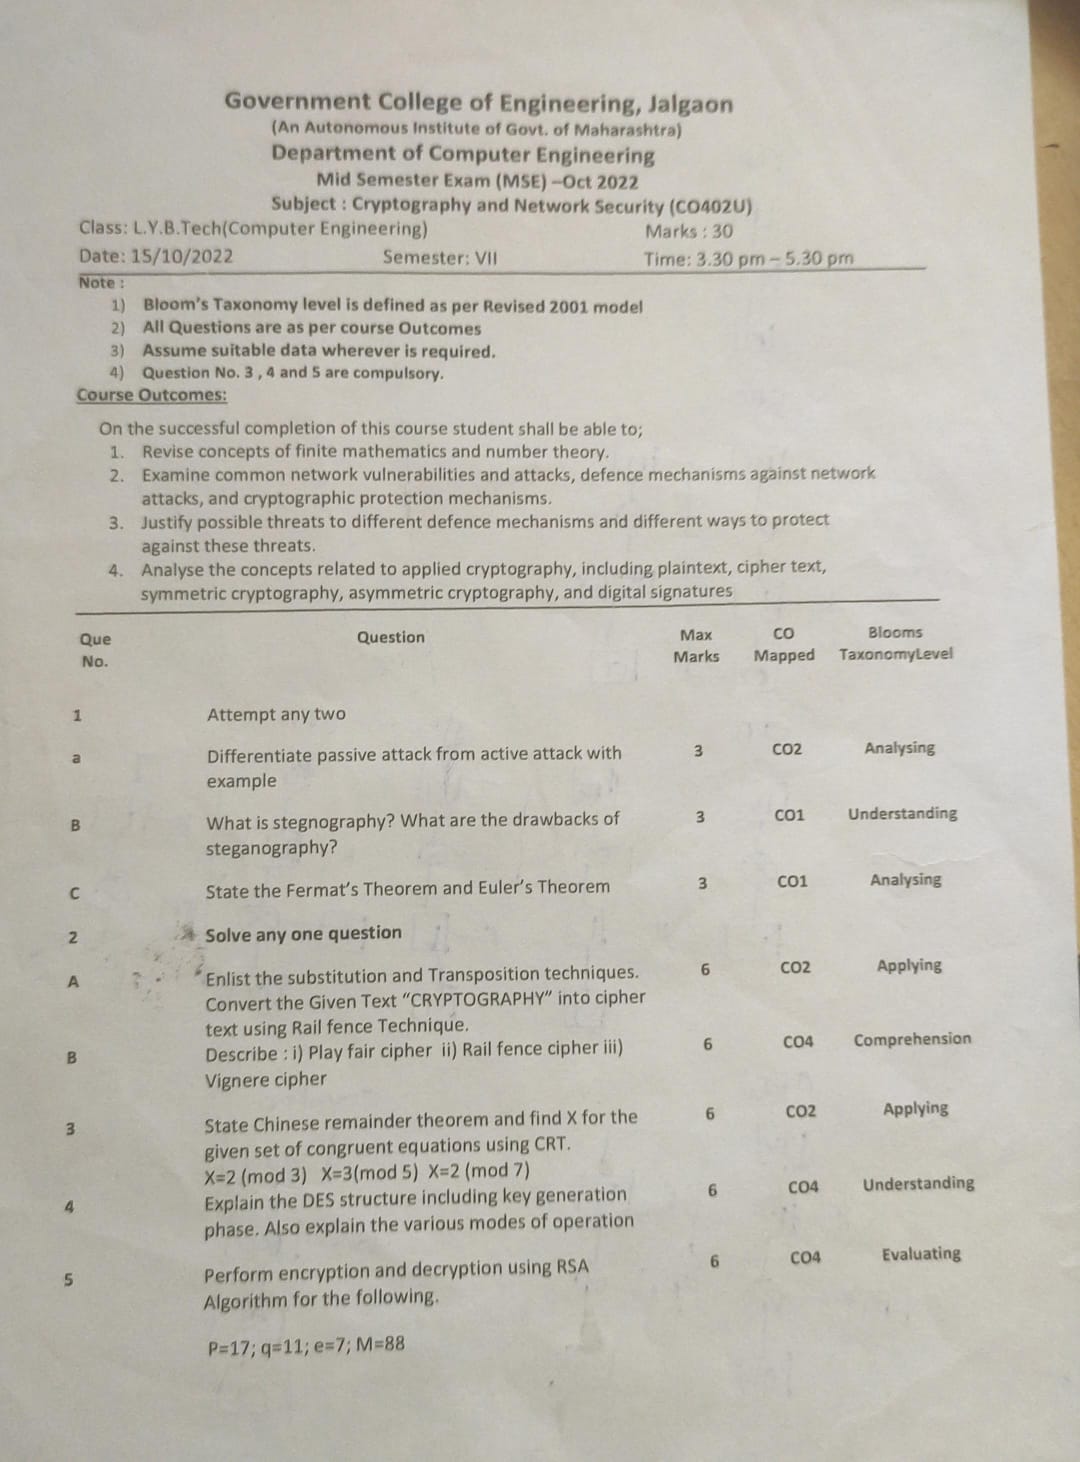 Government College of Engineering, Jalgaon
(An Autonomous Institute of Govt. of Maharashtra)
Department of Computer Engineering
Mid Semester Exam (MSE) –Oct 2022
Subject : Cryptography and Network Security (CO402U)
Class: L.Y.B.Tech(Computer Engineering) Marks : 30
Date: 15/10/2022 Semester: VII Time: 3.30 pm – 5.30 pm
Note :
1) Bloom's Taxonomy level is defined as per Revised 2001 model
2) All Questions are as per course Outcomes
3) Assume suitable data wherever is required.
4) Question No. 3 , 4 and 5 are compulsory.
Course Outcomes:
On the successful completion of this course student shall be able to;
1. Revise concepts of finite mathematics and number theory.
2. Examine common network vulnerabilities and attacks, defence mechanisms against network
attacks, and cryptographic protection mechanisms.
3. Justify possible threats to different defence mechanisms and different ways to protect
against these threats.
4. Analyse the concepts related to applied cryptography, including plaintext, cipher text,
symmetric cryptography, asymmetric cryptography, and digital signatures
Que Question Max CO Blooms
No. Marks Mapped TaxonomyLevel
1 Attempt any two
a Differentiate passive attack from active attack with 3 CO2 Analysing
example
B What is stegnography? What are the drawbacks of 3 CO1 Understanding
steganography?
C State the Fermat's Theorem and Euler's Theorem 3 CO1 Analysing
2 Solve any one question
A Enlist the substitution and Transposition techniques. 6 CO2 Applying
Convert the Given Text "CRYPTOGRAPHY" into cipher
text using Rail fence Technique.
B Describe : i) Play fair cipher ii) Rail fence cipher iii) 6 CO4 Comprehension
Vignere cipher
3 State Chinese remainder theorem and find X for the 6 CO2 Applying
given set of congruent equations using CRT.
X=2 (mod 3) X=3(mod 5) X=2 (mod 7)
4 Explain the DES structure including key generation 6 CO4 Understanding
phase. Also explain the various modes of operation
5 Perform encryption and decryption using RSA 6 CO4 Evaluating
Algorithm for the following.
P=17; q=11; e=7; M=88